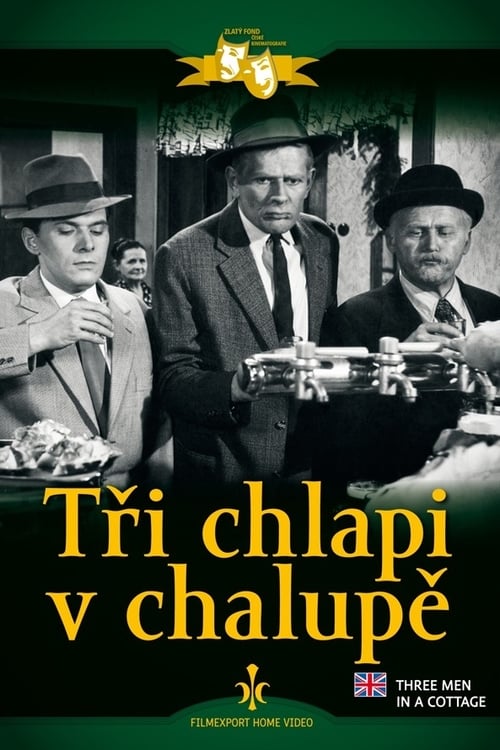 ZLATÝ FOND
ČESKÉ
KINEMATOGRAFIE
Tři chlapi
v chalupě
THREE MEN
IN A COTTAGE
FILMEXPORT HOME VIDEO